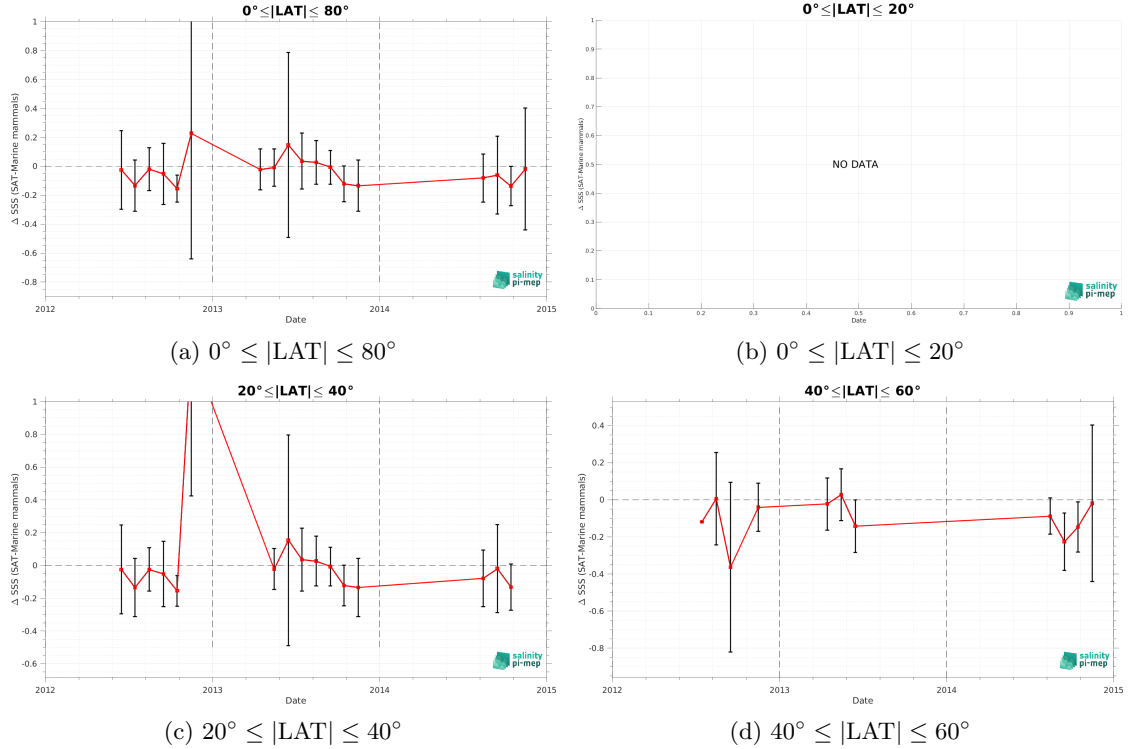 0°≤|LAT|≤ 80°
Δ SSS (SAT-Marine mammals)
1
0.8
0.6
0.4
0.2
0
-0.2
-0.4
-0.6
-0.8
2012 2013 2014 2015
Date
salinity
pi-mep
(a) 0° ≤ |LAT| ≤ 80°
0°≤|LAT|≤ 20°
Δ SSS (SAT-Marine mammals)
1
0.9
0.8
0.7
0.6
0.5
0.4
0.3
0.2
0.1
0
NO DATA
0 0.1 0.2 0.3 0.4 0.5 0.6 0.7 0.8 0.9 1
Date
salinity
pi-mep
(b) 0° ≤ |LAT| ≤ 20°
20°≤|LAT|≤ 40°
Δ SSS (SAT-Marine mammals)
1
0.8
0.6
0.4
0.2
0
-0.2
-0.4
-0.6
2012 2013 2014 2015
Date
salinity
pi-mep
(c) 20° ≤ |LAT| ≤ 40°
40°≤|LAT|≤ 60°
Δ SSS (SAT-Marine mammals)
0.4
0.2
0
-0.2
-0.4
-0.6
-0.8
2012 2013 2014 2015
Date
salinity
pi-mep
(d) 40° ≤ |LAT| ≤ 60°